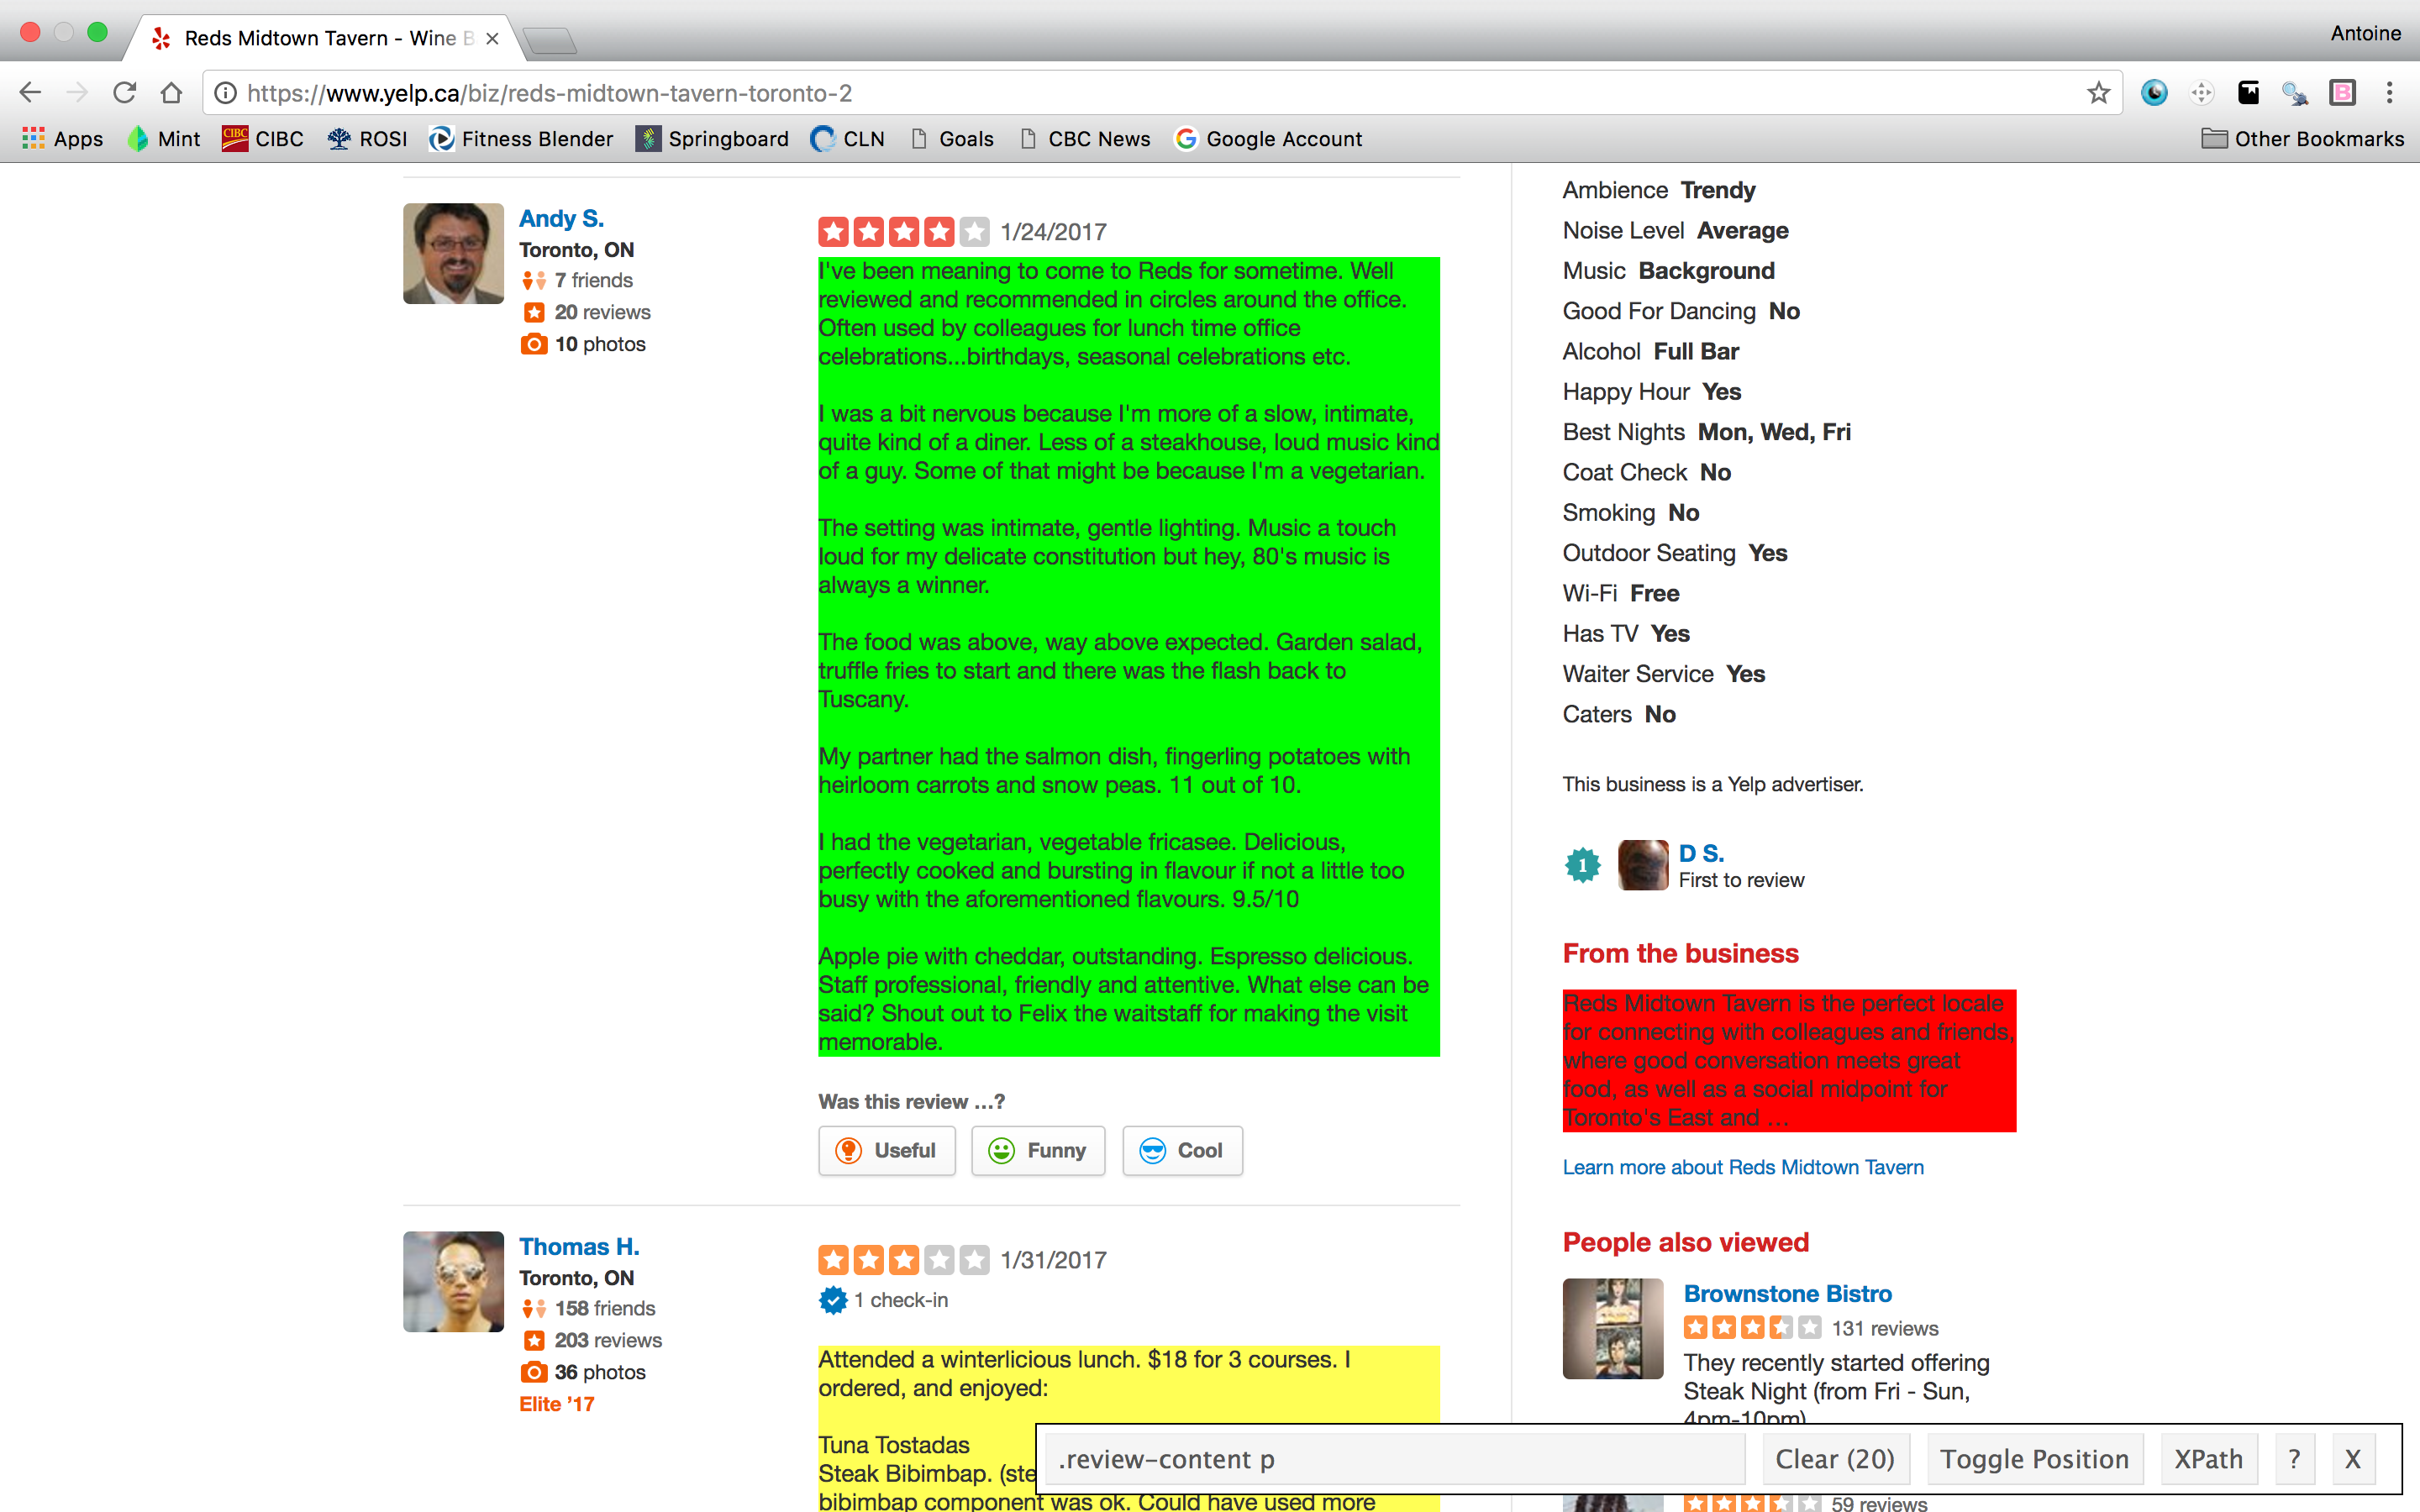 Reds Midtown Tavern - Wine B
Antoine
https://www.yelp.ca/biz/reds-midtown-tavern-toronto-2
Apps
Mint
CIBC
CIBC
ROSI
Fitness Blender
Springboard
CLN
Goals
CBC News
Google Account
Other Bookmarks
Andy S.
Toronto, ON
7 friends
20 reviews
10 photos
1/24/2017
I've been meaning to come to Reds for sometime. Well
reviewed and recommended in circles around the office.
Often used by colleagues for lunch time office
celebrations...birthdays, seasonal celebrations etc.
I was a bit nervous because I'm more of a slow, intimate,
quite kind of a diner. Less of a steakhouse, loud music kind
of a guy. Some of that might be because I'm a vegetarian.
The setting was intimate, gentle lighting. Music a touch
loud for my delicate constitution but hey, 80's music is
always a winner.
The food was above, way above expected. Garden salad,
truffle fries to start and there was the flash back to
Tuscany.
My partner had the salmon dish, fingerling potatoes with
heirloom carrots and snow peas. 11 out of 10.
I had the vegetarian, vegetable fricasee. Delicious,
perfectly cooked and bursting in flavour if not a little too
busy with the aforementioned flavours. 9.5/10
Apple pie with cheddar, outstanding. Espresso delicious.
Staff professional, friendly and attentive. What else can be
said? Shout out to Felix the waitstaff for making the visit
memorable.
Was this review ...?
Useful
Funny
Cool
Thomas H.
Toronto, ON
158 friends
203 reviews
36 photos
Elite ’17
1/31/2017
1 check-in
Attended a winterlicious lunch. $18 for 3 courses. I
ordered, and enjoyed:
Tuna Tostadas
Steak Bibimbap. (ste
bibimbap component was ok. Could have used more
Ambience Trendy
Noise Level Average
Music Background
Good For Dancing No
Alcohol Full Bar
Happy Hour Yes
Best Nights Mon, Wed, Fri
Coat Check No
Smoking No
Outdoor Seating Yes
Wi-Fi Free
Has TV Yes
Waiter Service Yes
Caters No
This business is a Yelp advertiser.
1
D S.
First to review
From the business
Reds Midtown Tavern is the perfect locale
for connecting with colleagues and friends,
where good conversation meets great
food, as well as a social midpoint for
Toronto's East and ...
Learn more about Reds Midtown Tavern
People also viewed
Brownstone Bistro
131 reviews
They recently started offering
Steak Night (from Fri - Sun,
4pm-10pm)
59 reviews
.review-content p
Clear (20)
Toggle Position
XPath
?
X